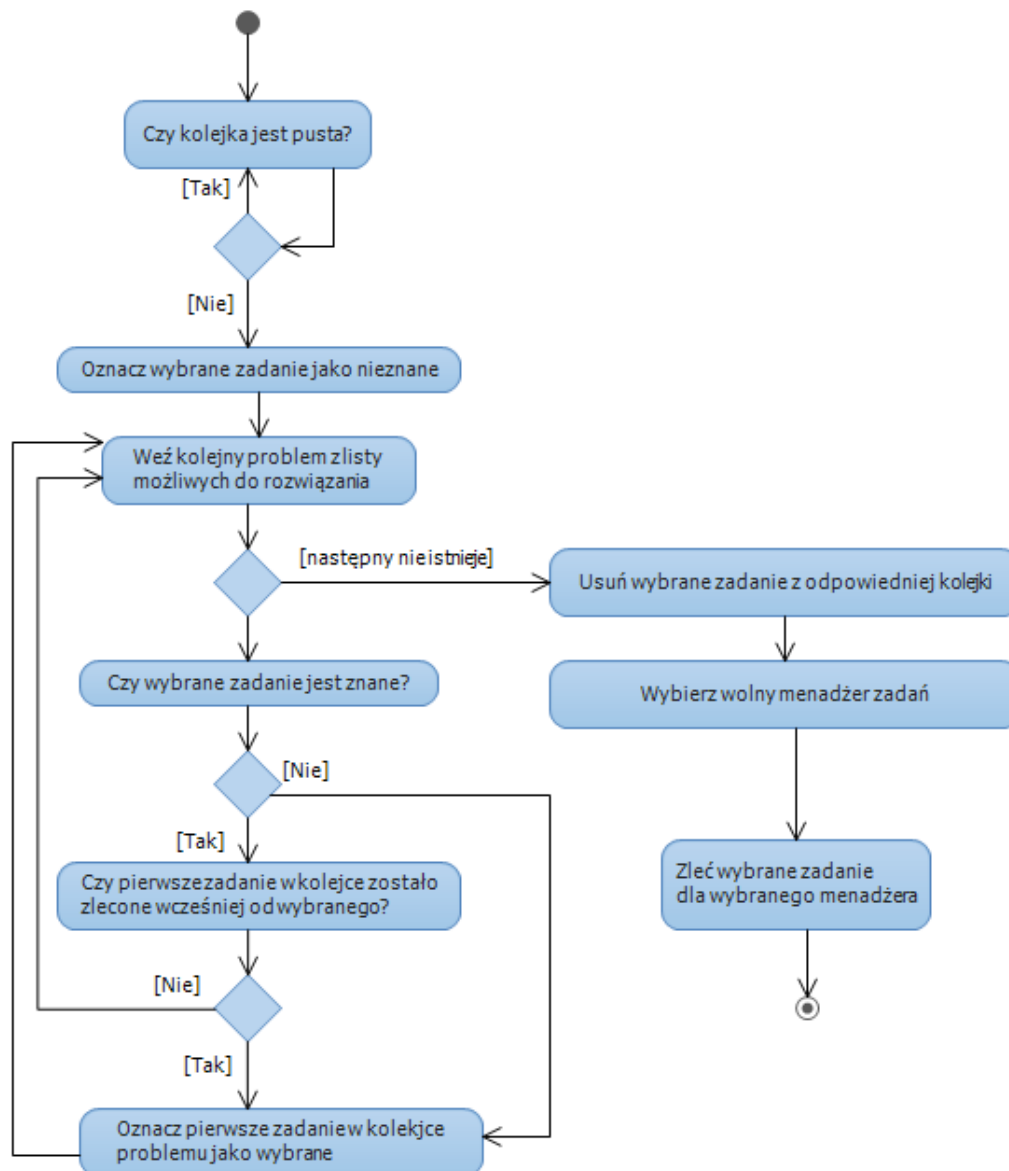 Czy kolejka jest pusta?
[Tak]
[Nie]
Oznacz wybrane zadanie jako nieznane
Weź kolejny problem z listy
możliwych do rozwiązania
[następny nie istnieje]
Usuń wybrane zadanie z odpowiedniej kolejki
Czy wybrane zadanie jest znane?
Wybierz wolny menadżer zadań
[Nie]
[Tak]
Czy pierwsze zadanie w kolejce zostało
zlecone wcześniej od wybranego?
Zleć wybrane zadanie
dla wybranego menadżera
[Nie]
[Tak]
Oznacz pierwsze zadanie w kolekjce
problemu jako wybrane